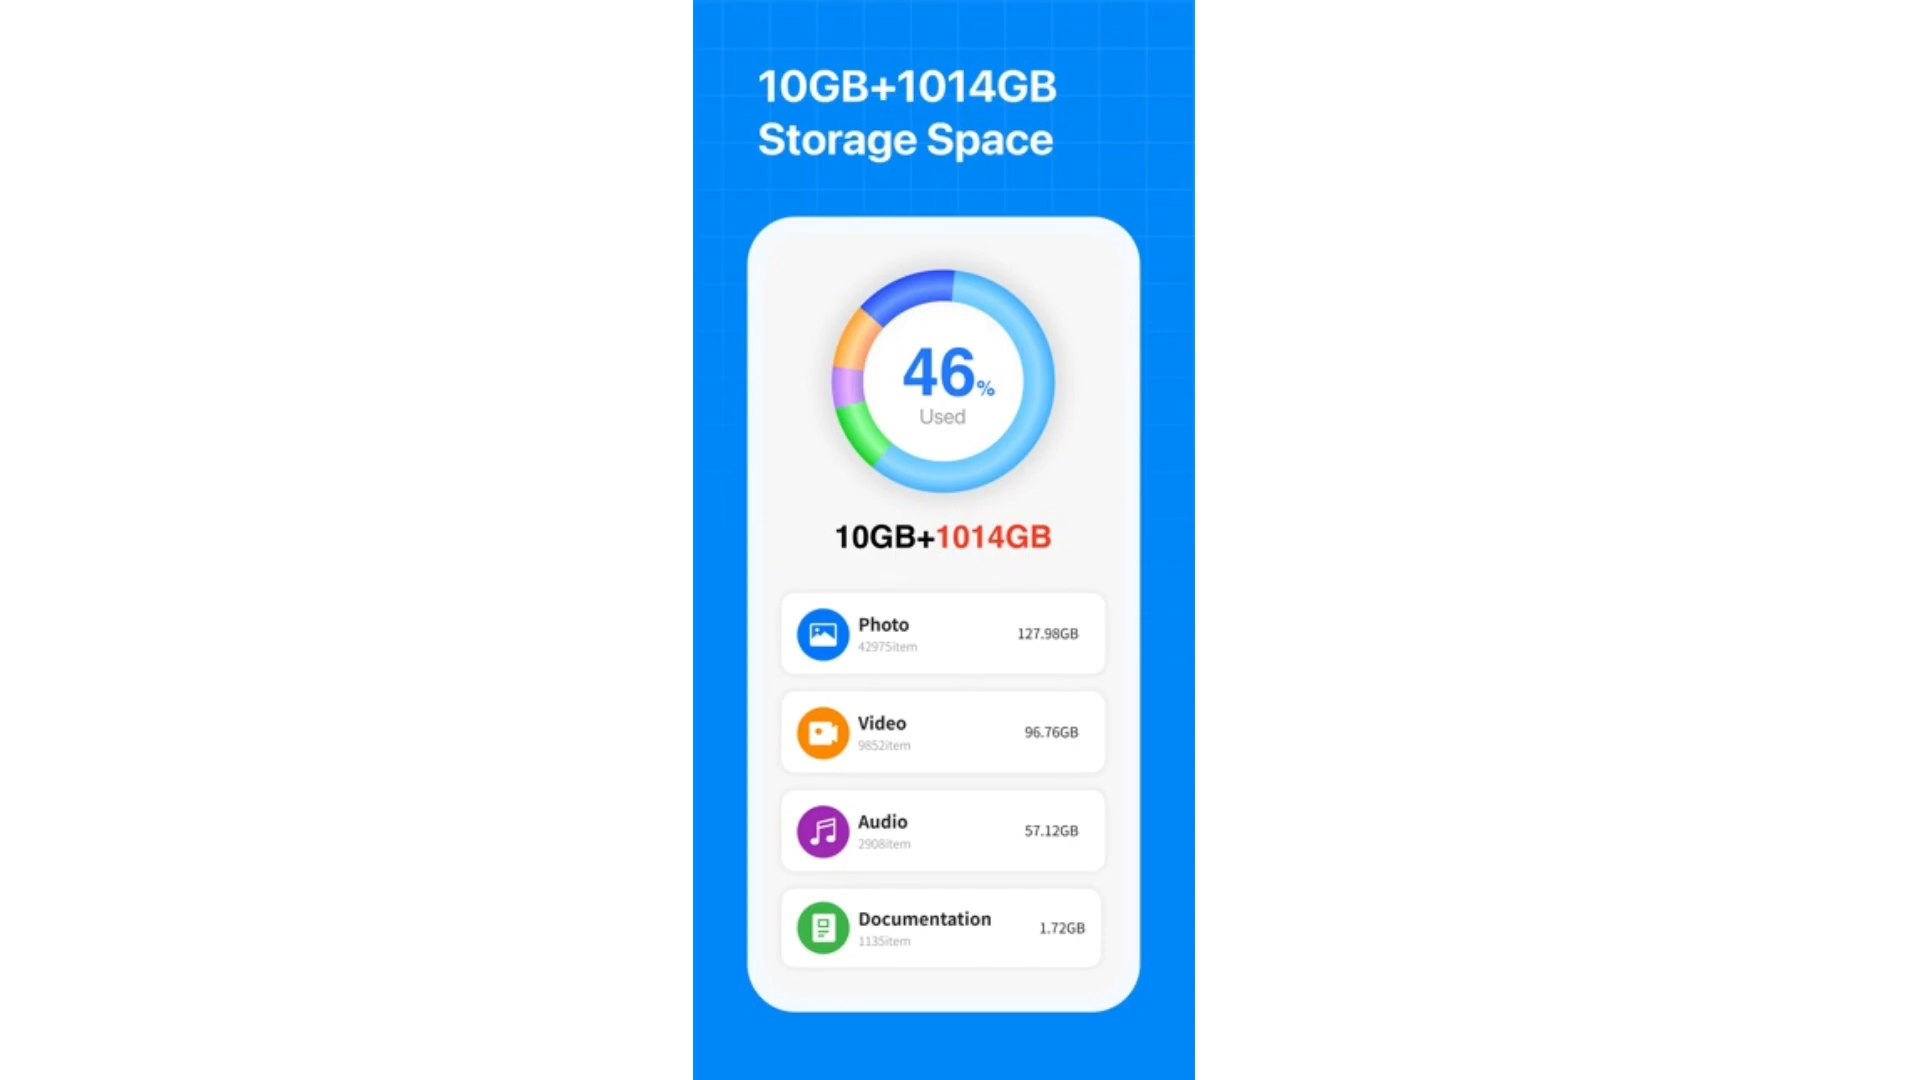 10GB+1014GB
Storage Space
46%
Used
10GB+1014GB
Photo
42975item
127.98GB
Video
9852item
96.76GB
Audio
2908item
57.12GB
Documentation
1135item
1.72GB